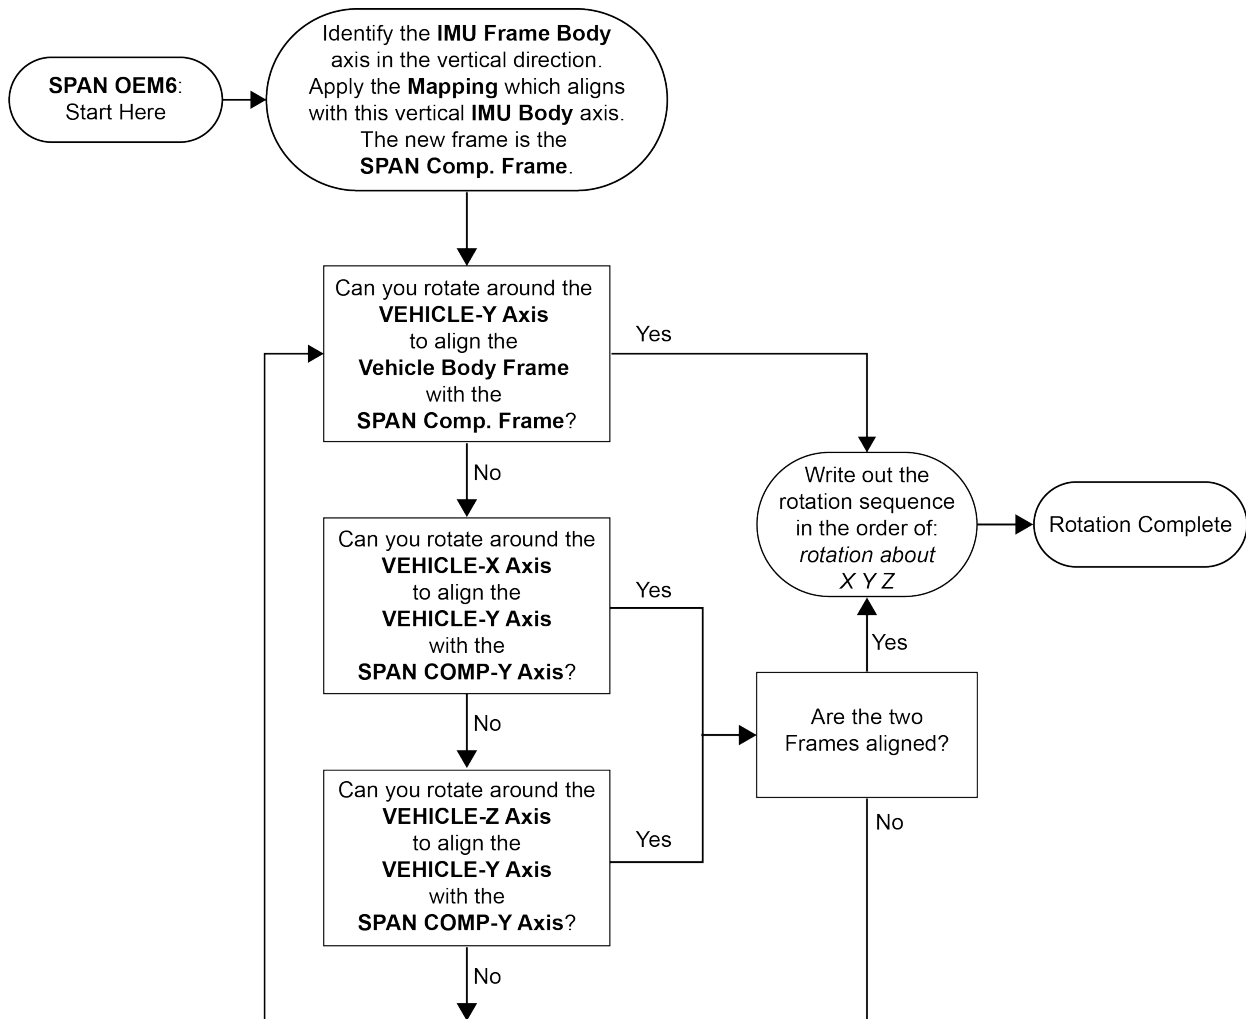 SPAN OEM6:
Start Here
Identify the IMU Frame Body
axis in the vertical direction.
Apply the Mapping which aligns
with this vertical IMU Body axis.
The new frame is the
SPAN Comp. Frame.
Can you rotate around the
VEHICLE-Y Axis
to align the
Vehicle Body Frame
with the
SPAN Comp. Frame?
Yes
No
Can you rotate around the
VEHICLE-X Axis
to align the
VEHICLE-Y Axis
with the
SPAN COMP-Y Axis?
Yes
No
Can you rotate around the
VEHICLE-Z Axis
to align the
VEHICLE-Y Axis
with the
SPAN COMP-Y Axis?
Yes
No
Are the two
Frames aligned?
Yes
No
Write out the
rotation sequence
in the order of:
rotation about
X Y Z
Rotation Complete